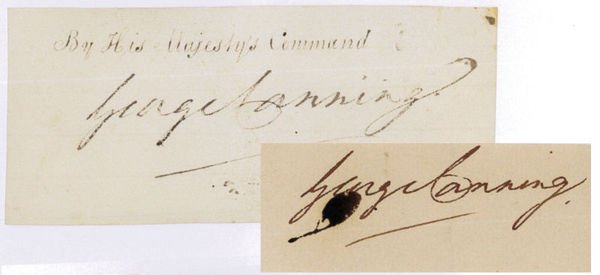 By His Majesty's Command
George Canning
George Canning